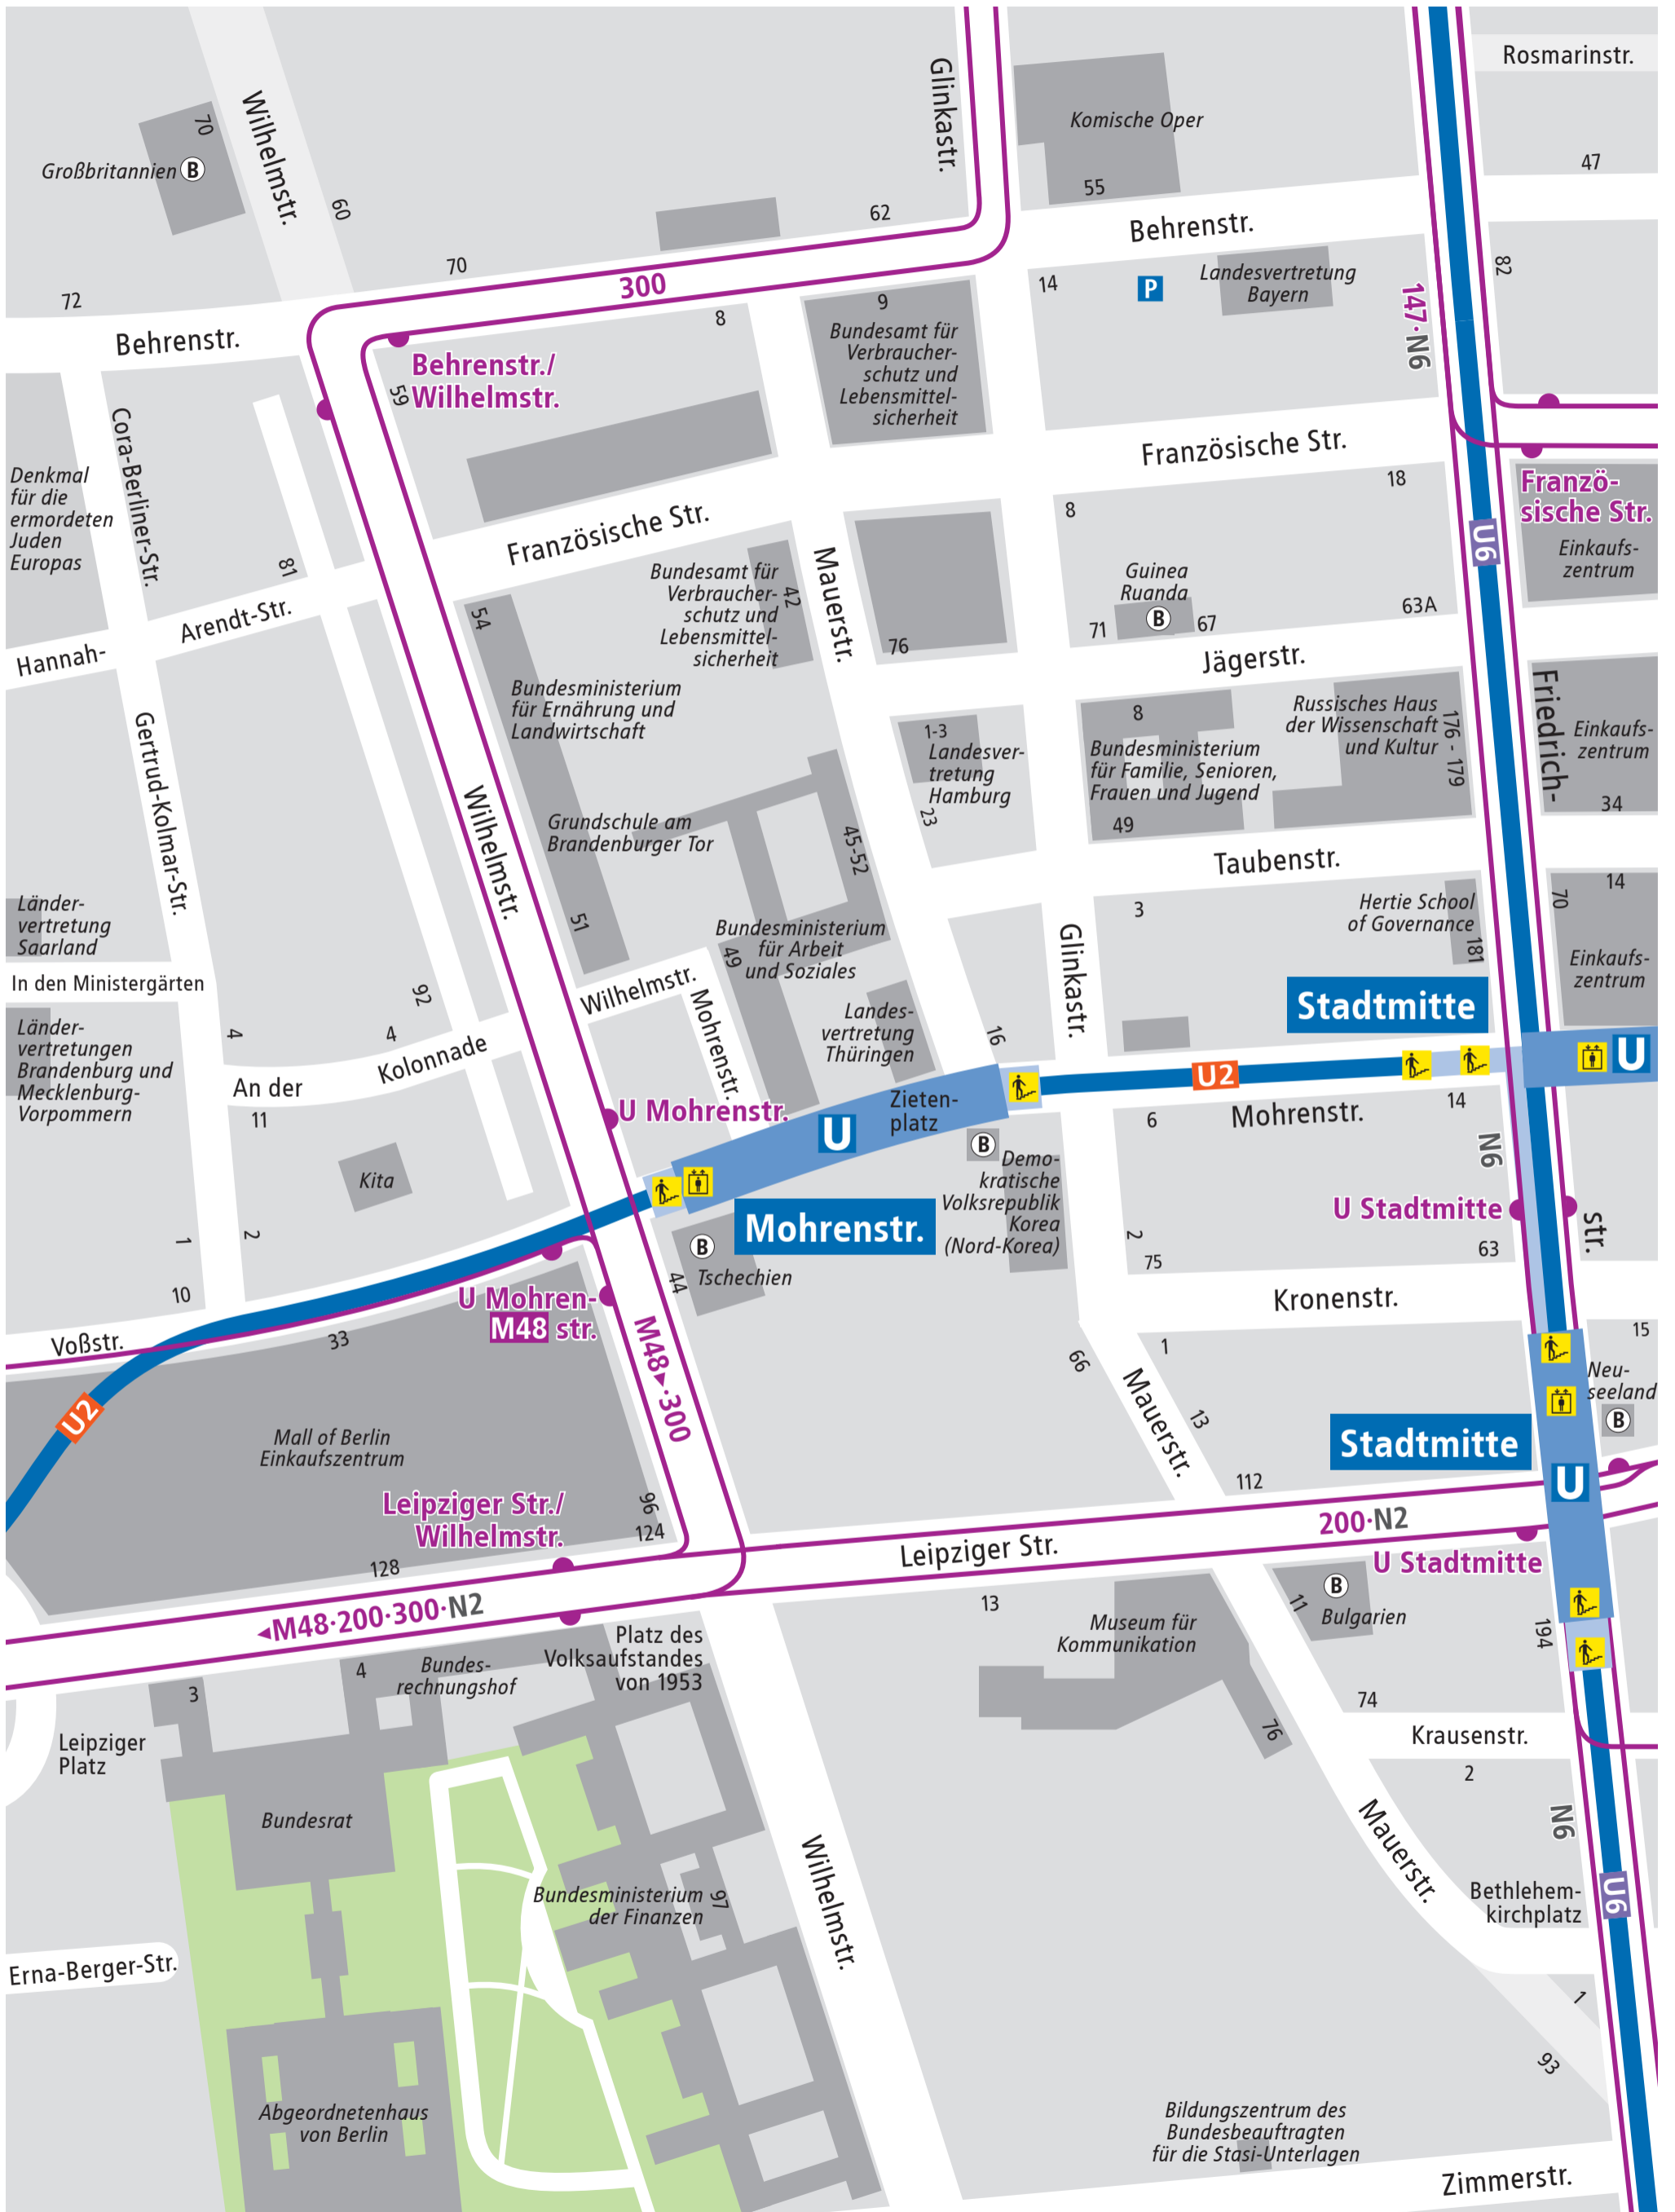 Rosmarinstr.
Glinkastr.
Komische Oper
Wilhelmstr.
70
Großbritannien B
47
55
60
62
Behrenstr.
70
82
72
300
14
P
Landesvertretung
Bayern
147·N6
Behrenstr.
8
9
Bundesamt für
Verbraucher-
schutz und
Lebensmittel-
sicherheit
Behrenstr./
Wilhelmstr.
59
Cora-Berliner-Str.
Französische Str.
Denkmal
für die
ermordeten
Juden
Europas
18
Franzö-
sische Str.
8
Französische Str.
U6
Einkaufs-
zentrum
Mauerstr.
81
Bundesamt für
Verbraucher-
schutz und
Lebensmittel-
sicherheit
42
Guinea
Ruanda
B
54
63A
71
67
76
Arendt-Str.
Hannah-
Jägerstr.
Friedrich-
Bundesministerium
für Ernährung und
Landwirtschaft
Russisches Haus
der Wissenschaft
und Kultur
176 - 179
8
Bundesministerium
für Familie, Senioren,
Frauen und Jugend
49
1-3
Landesver-
tretung
Hamburg
23
Einkaufs-
zentrum
34
Gertrud-Kolmar-Str.
Wilhelmstr.
Grundschule am
Brandenburger Tor
45-52
Taubenstr.
14
70
3
Hertie School
of Governance
181
Länder-
vertretung
Saarland
51
Bundesministerium
für Arbeit
und Soziales
49
Glinkastr.
Einkaufs-
zentrum
In den Ministergärten
Wilhelmstr.
Mohrenstr.
92
Stadtmitte
Länder-
vertretungen
Brandenburg und
Mecklenburg-
Vorpommern
4
4
Landes-
vertretung
Thüringen
16
Kolonnade
An der
U
U2
11
U Mohrenstr.
Zieten-
platz
U
14
6
Mohrenstr.
N6
B
Demo-
kratische
Volksrepublik
Korea
(Nord-Korea)
Kita
U Stadtmitte
str.
Mohrenstr.
1
2
2
63
75
B
Tschechien
44
10
U Mohren-
M48 str.
Kronenstr.
Voßstr.
33
15
1
M48▸·300
66
Mauerstr.
13
Neu-
seeland
B
U2
Stadtmitte
Mall of Berlin
Einkaufszentrum
U
112
Leipziger Str./
Wilhelmstr.
96
124
200·N2
Leipziger Str.
U Stadtmitte
128
◂M48·200·300·N2
B
Bulgarien
11
13
Museum für
Kommunikation
194
Platz des
Volksaufstandes
von 1953
Bundes-
rechnungshof
4
3
74
76
Krausenstr.
Leipziger
Platz
2
N6
Bundesrat
Mauerstr.
Wilhelmstr.
Bundesministerium
der Finanzen
97
Bethlehem-
kirchplatz
U6
Erna-Berger-Str.
1
93
Abgeordnetenhaus
von Berlin
Bildungszentrum des
Bundesbeauftragten
für die Stasi-Unterlagen
Zimmerstr.